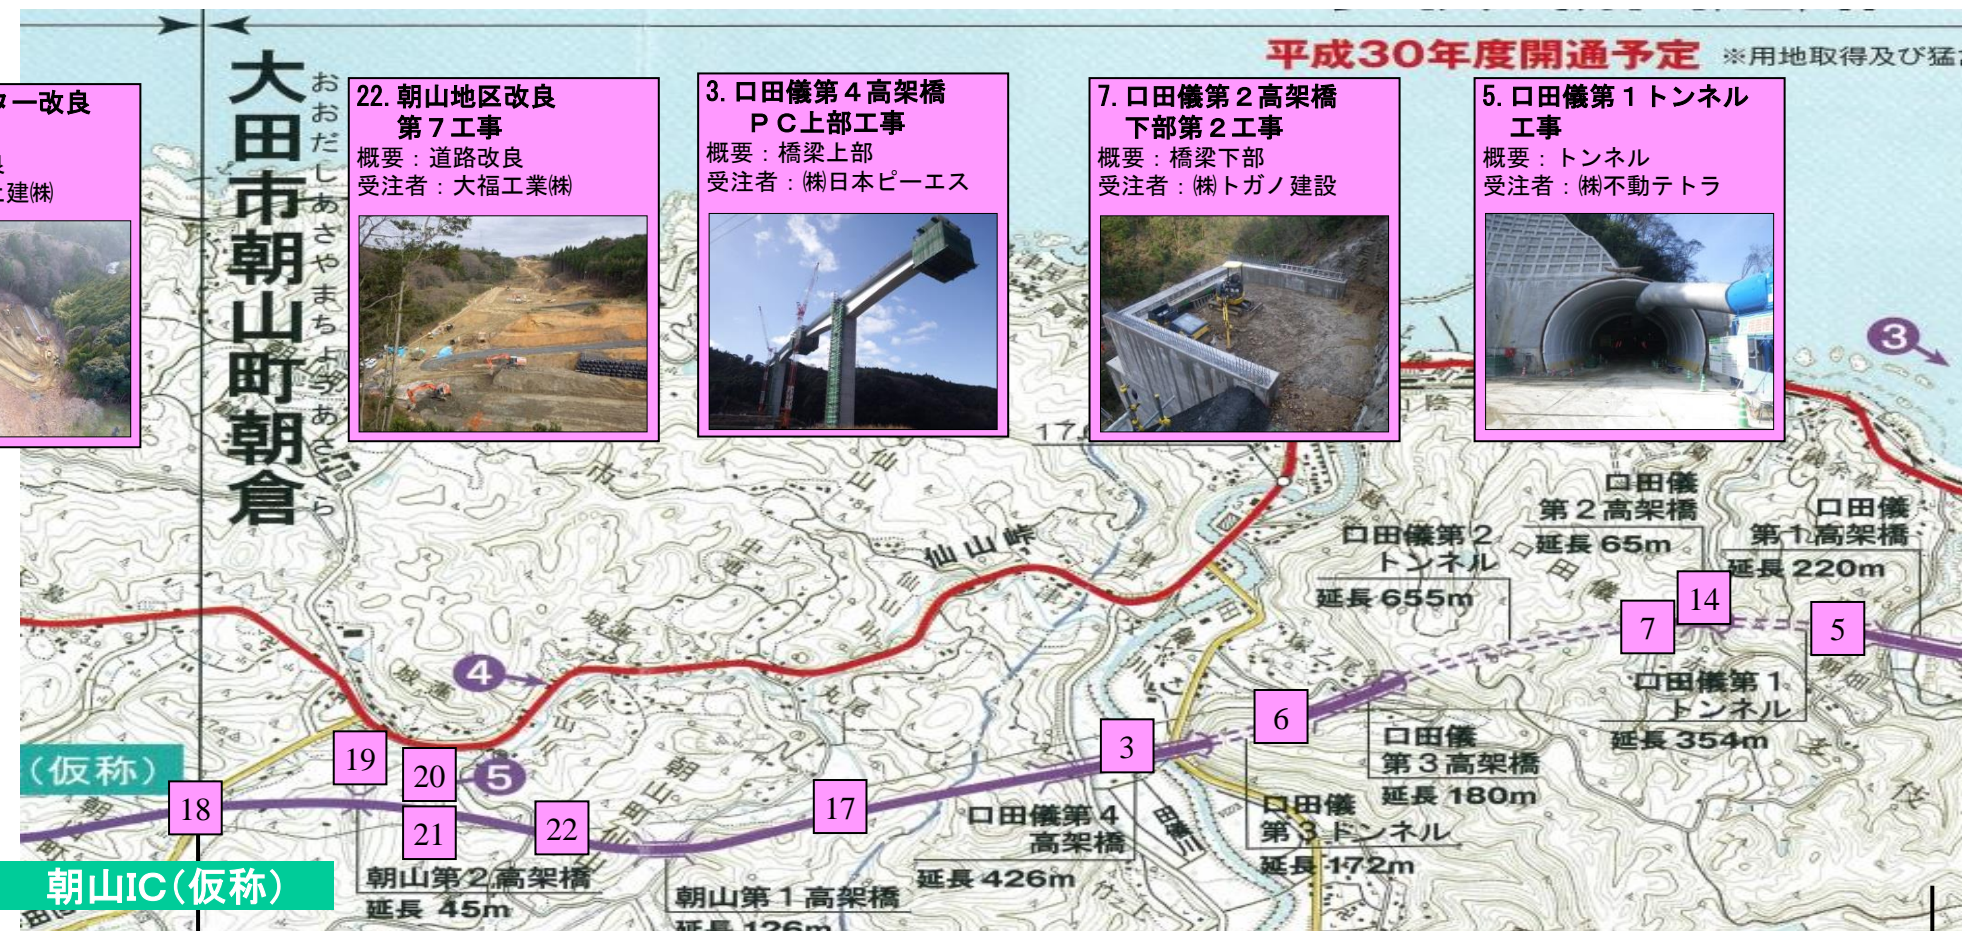 平成30年度開通予定 ※用地取得及び猛
大田市朝山町朝倉
おおだしあさやまちょうあさくら
ター改良
土建㈱
22. 朝山地区改良
第7工事
概要：道路改良
受注者：大福工業㈱
3. 口田儀第4高架橋
PC上部工事
概要：橋梁上部
受注者：㈱日本ピーエス
7. 口田儀第2高架橋
下部第2工事
概要：橋梁下部
受注者：㈱トガノ建設
5. 口田儀第1トンネル
工事
概要：トンネル
受注者：㈱不動テトラ
3
仙山峠
口田儀第2
トンネル
延長 655m
口田儀
第2高架橋
延長 65m
口田儀
第1高架橋
延長 220m
14
7
5
口田儀第1
トンネル
延長 354m
4
6
3
19
20
5
18
21
22
17
口田儀
第3高架橋
延長 180m
口田儀
第3トンネル
延長 172m
口田儀第4
高架橋
延長 426m
田儀川
(仮称)
朝山IC(仮称)
朝山第2高架橋
延長 45m
朝山第1高架橋
延長 126m